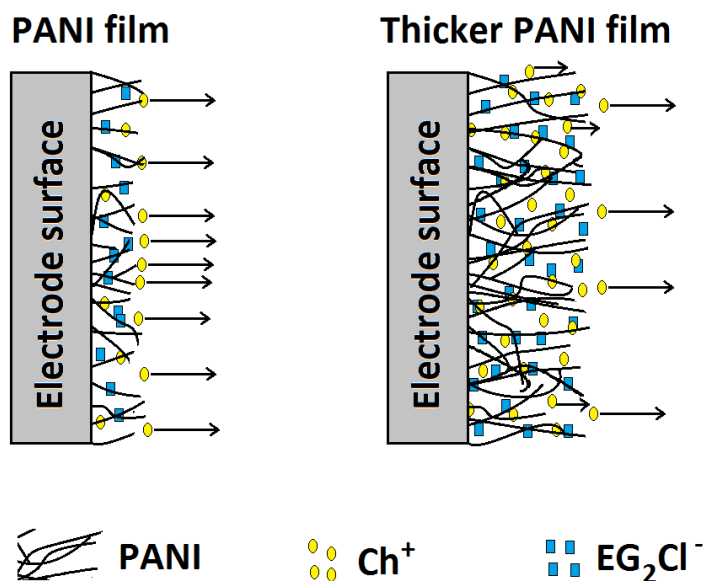 PANI film
Thicker PANI film
Electrode surface
Electrode surface
PANI
Ch⁺
EG₂Cl⁻